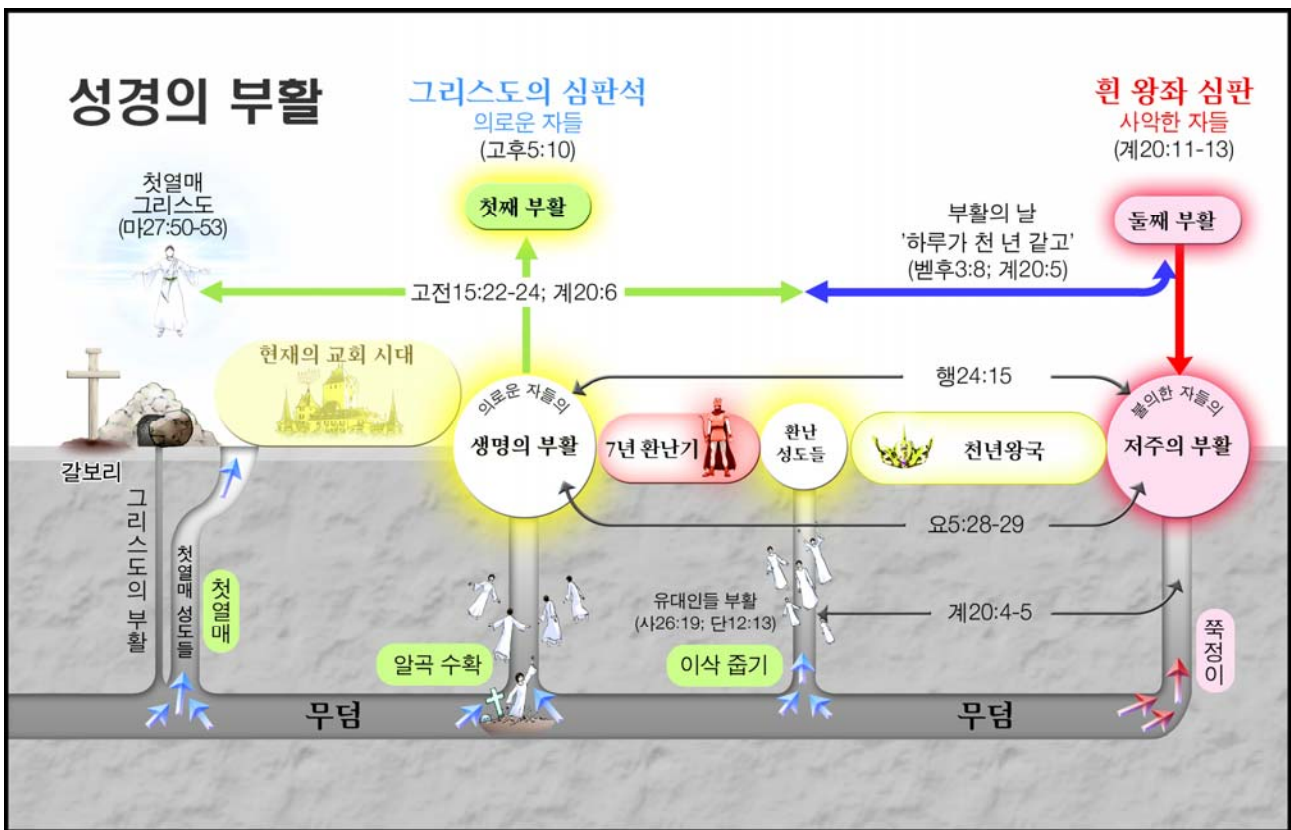 성경의 부활
그리스도의 심판석
의로운 자들
(고후5:10)
흰 왕좌 심판
사악한 자들
(계20:11-13)
첫열매
그리스도
(마27:50-53)
첫째 부활
부활의 날
'하루가 천 년 같고'
(벧후3:8; 계20:5)
둘째 부활
고전15:22-24; 계20:6
현재의 교회 시대
의로운 자들의
생명의 부활
7년 환난기
환난
성도들
천년왕국
행24:15
불의한 자들의
저주의 부활
갈보리
요5:28-29
그리스도의 부활
첫열매 성도들
첫열매
유대인들 부활
(사26:19; 단12:13)
계20:4-5
알곡 수확
이삭 줍기
쭉정이
무덤
무덤